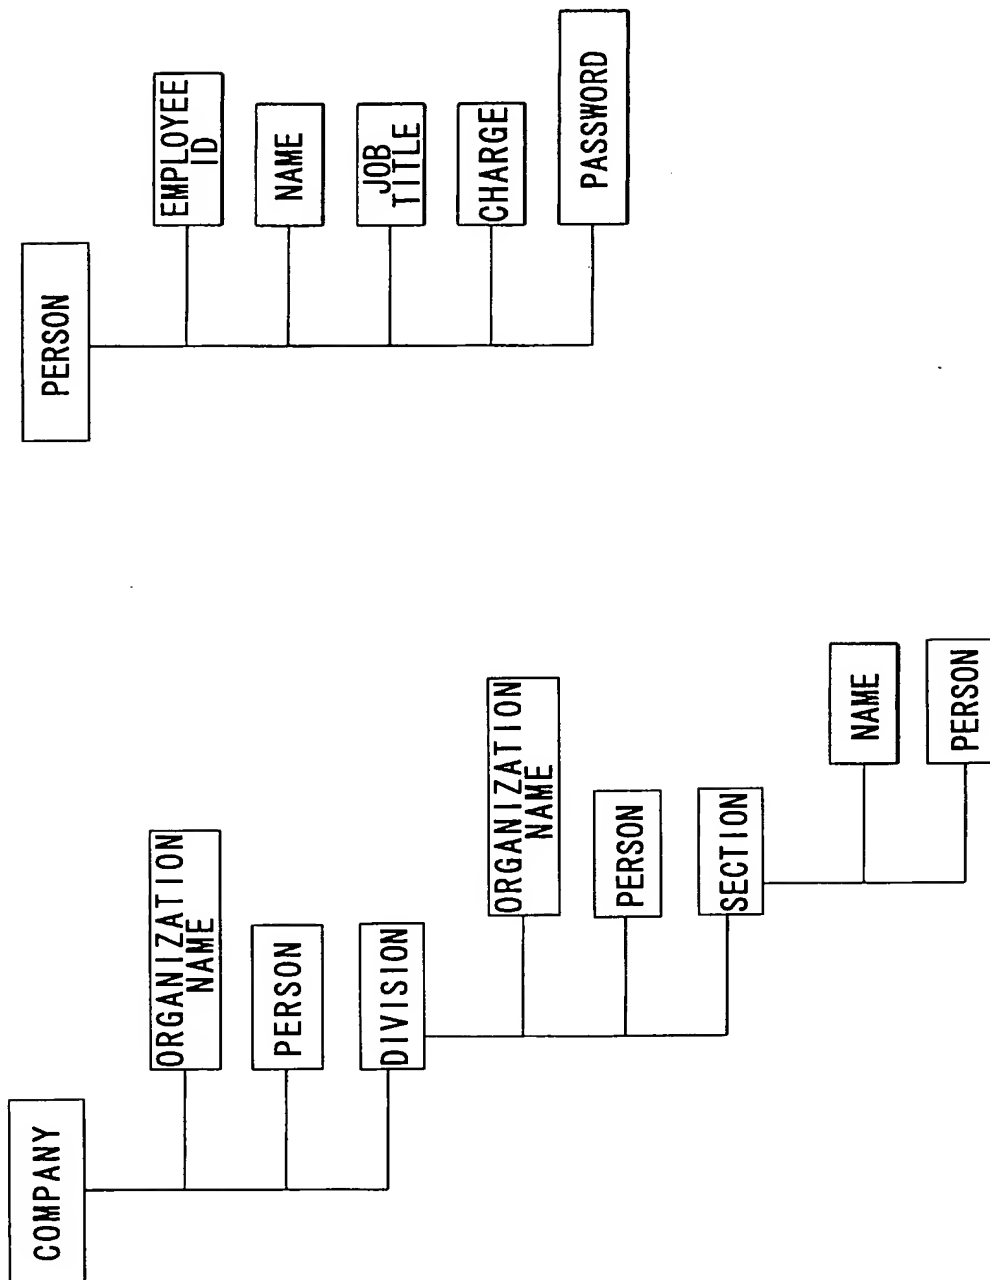 COMPANY
ORGANIZATION
NAME
PERSON
DIVISION
ORGANIZATION
NAME
PERSON
SECTION
NAME
PERSON
PERSON
EMPLOYEE
ID
NAME
JOB
TITLE
CHARGE
PASSWORD